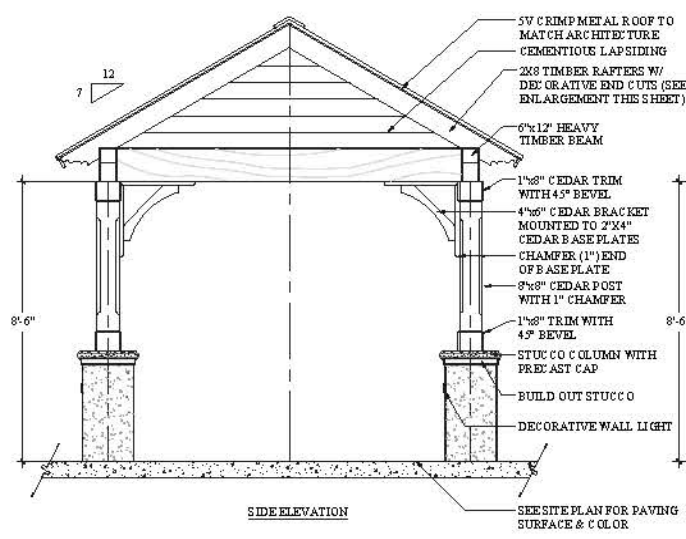 5V CRIMP METAL ROOF TO
MATCH ARCHITECTURE
CEMENTIOUS LAP SIDING
2X8 TIMBER RAFTERS W/
DECORATIVE END CUTS (SEE
ENLARGEMENT THIS SHEET)
12
7
6"x12" HEAVY
TIMBER BEAM
1"x8" CEDAR TRIM
WITH 45° BEVEL
4"x6" CEDAR BRACKET
MOUNTED TO 2"X4"
CEDAR BASE PLATES
CHAMFER (1") END
OF BASE PLATE
8"x8" CEDAR POST
WITH 1" CHAMFER
8'-6"
8'-6
1"x8" TRIM WITH
45° BEVEL
STUCCO COLUMN WITH
PRECAST CAP
BUILD OUT STUCCO
DECORATIVE WALL LIGHT
SIDE ELEVATION
SEE SITE PLAN FOR PAVING
SURFACE & COLOR